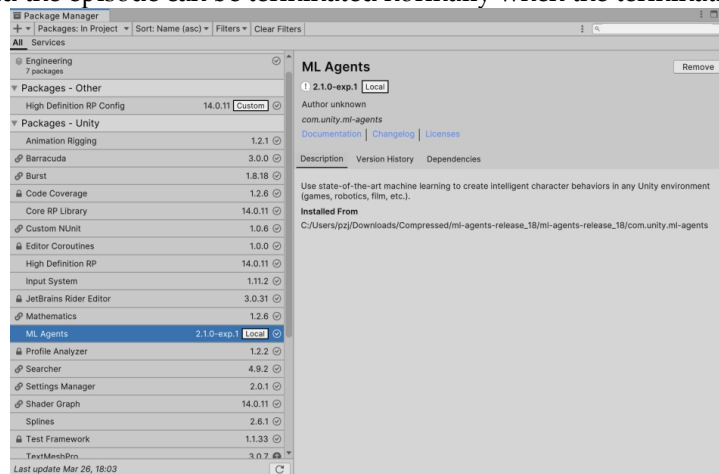 the episode can be terminated normally when the
Package Manager
+ Packages: In Project Sort: Name (asc) Filters Clear Filters
All Services
Engineering
7 packages
Packages - Other
High Definition RP Config 14.0.11 Custom
Packages - Unity
Animation Rigging 1.2.1
Barracuda 3.0.0
Burst 1.8.18
Code Coverage 1.2.6
Core RP Library 14.0.11
Custom NUnit 1.0.6
Editor Coroutines 1.0.0
High Definition RP 14.0.11
Input System 1.11.2
JetBrains Rider Editor 3.0.31
Mathematics 1.2.6
ML Agents 2.1.0-exp.1 Local
Profile Analyzer 1.2.2
Searcher 4.9.2
Settings Manager 2.0.1
Shader Graph 14.0.11
Splines 2.6.1
Test Framework 1.1.33
TextMeshPro 3.0.7
Last update Mar 26, 18:03
ML Agents Remove
2.1.0-exp.1 Local
Author unknown
com.unity.ml-agents
Documentation Changelog Licenses
Description Version History Dependencies
Use state-of-the-art machine learning to create intelligent character behaviors in any Unity environment
(games, robotics, film, etc.).
Installed From
C:/Users/pzj/Downloads/Compressed/ml-agents-release_18/ml-agents-release_18/com.unity.ml-agents